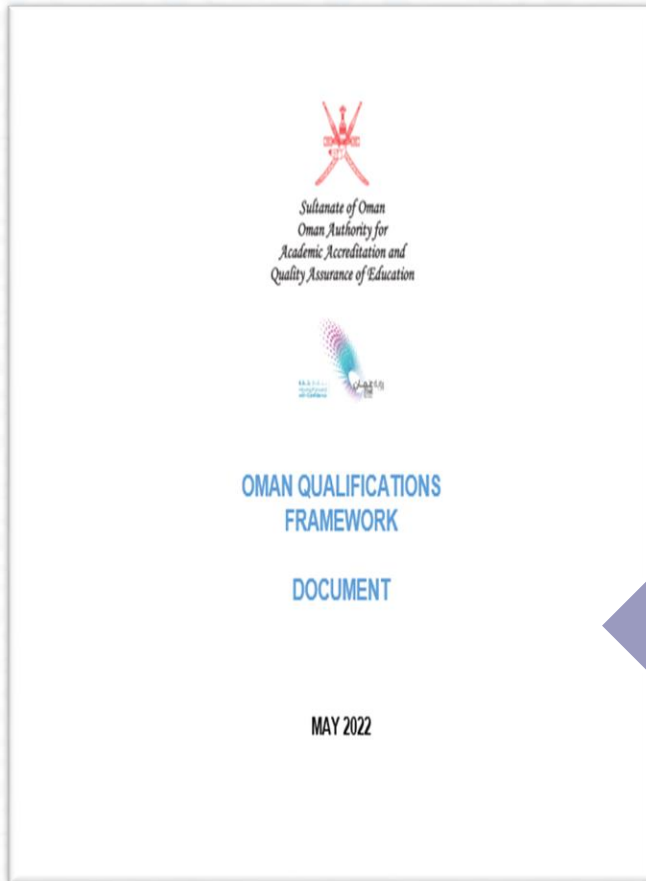 Sultanate of Oman
Oman Authority for
Academic Accreditation and
Quality Assurance of Education
OMAN QUALIFICATIONS
FRAMEWORK
DOCUMENT
MAY 2022